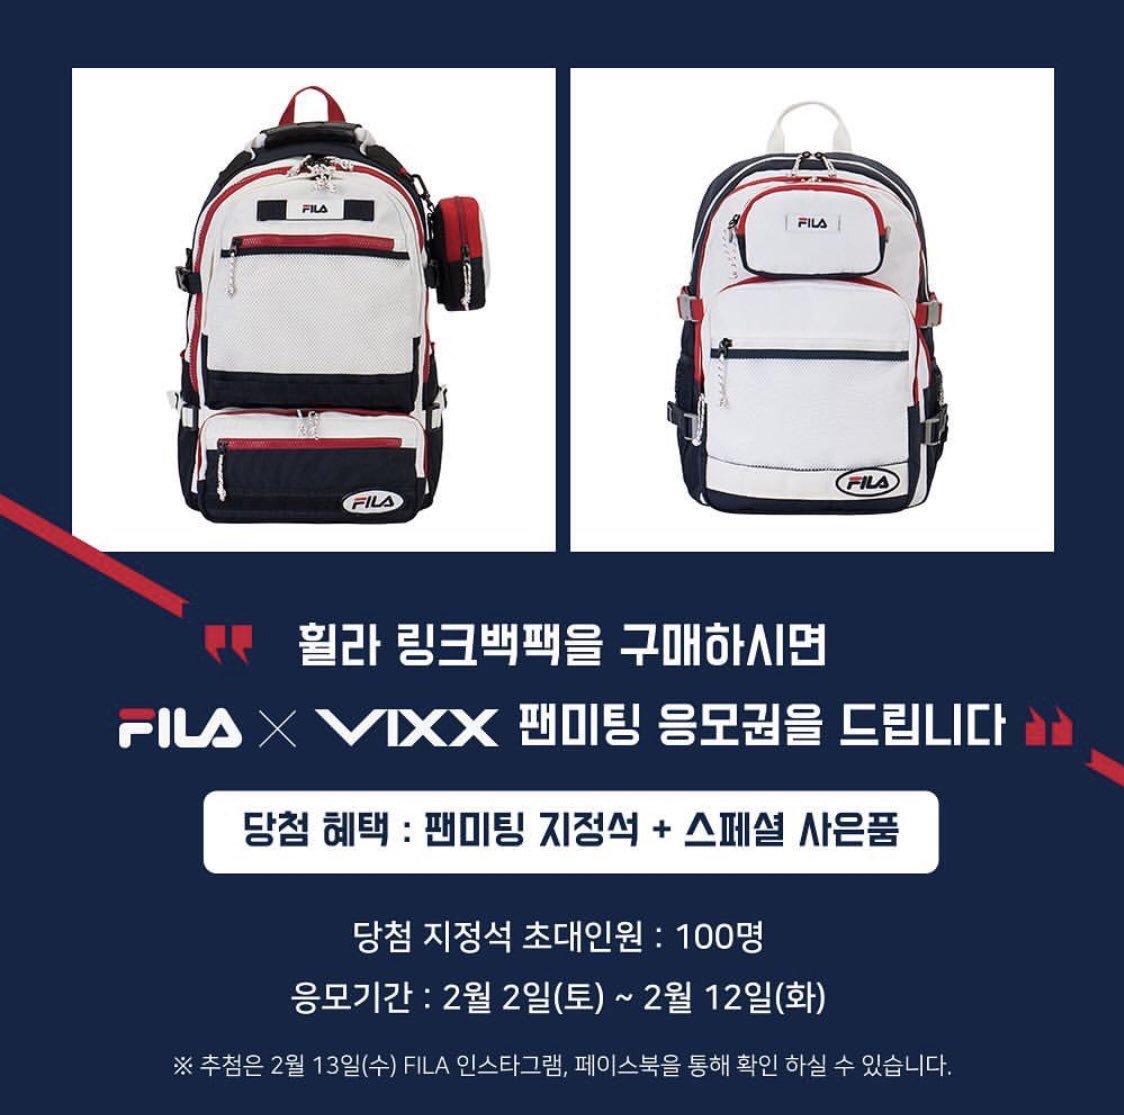 FILA
FILA
FILA
FILA
" 휠라 링크백팩을 구매하시면
FILA × VIXX 팬미팅 응모권을 드립니다 "
당첨 혜택 : 팬미팅 지정석 + 스페셜 사은품
당첨 지정석 초대인원 : 100명
응모기간 : 2월 2일(토) ~ 2월 12일(화)
※ 추첨은 2월 13일(수) FILA 인스타그램, 페이스북을 통해 확인 하실 수 있습니다.